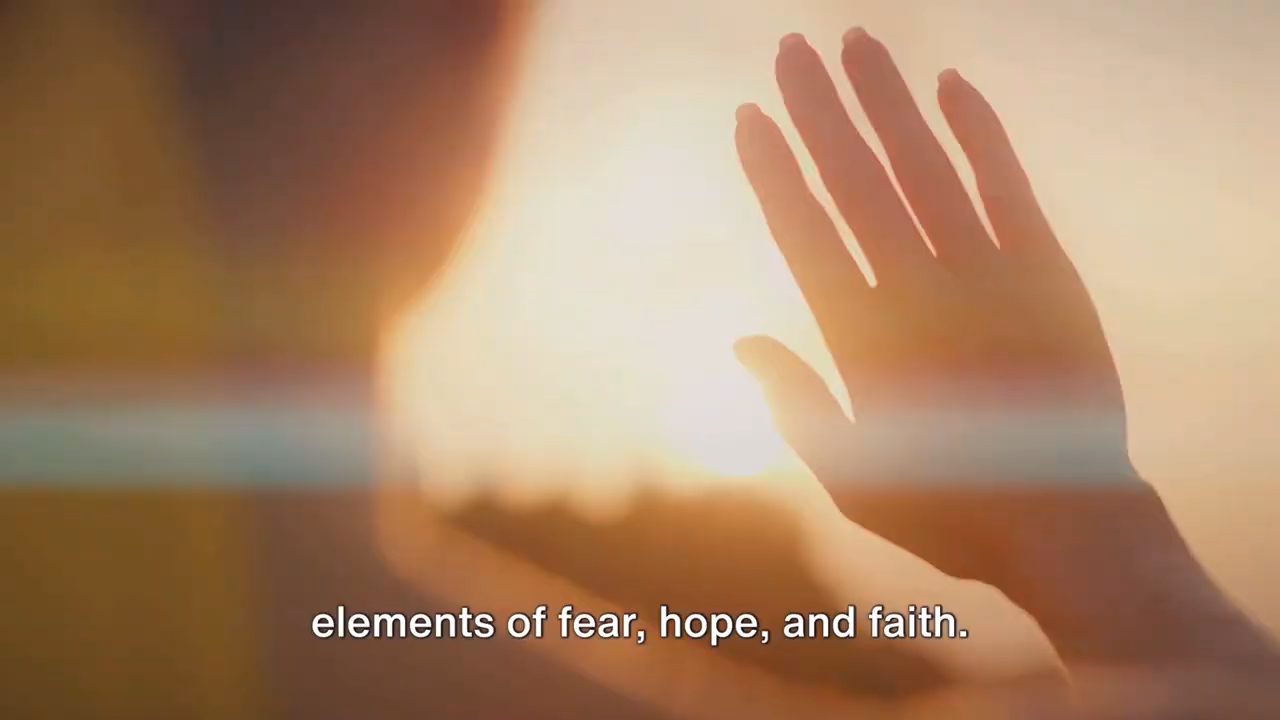 elements of fear, hope, and faith.